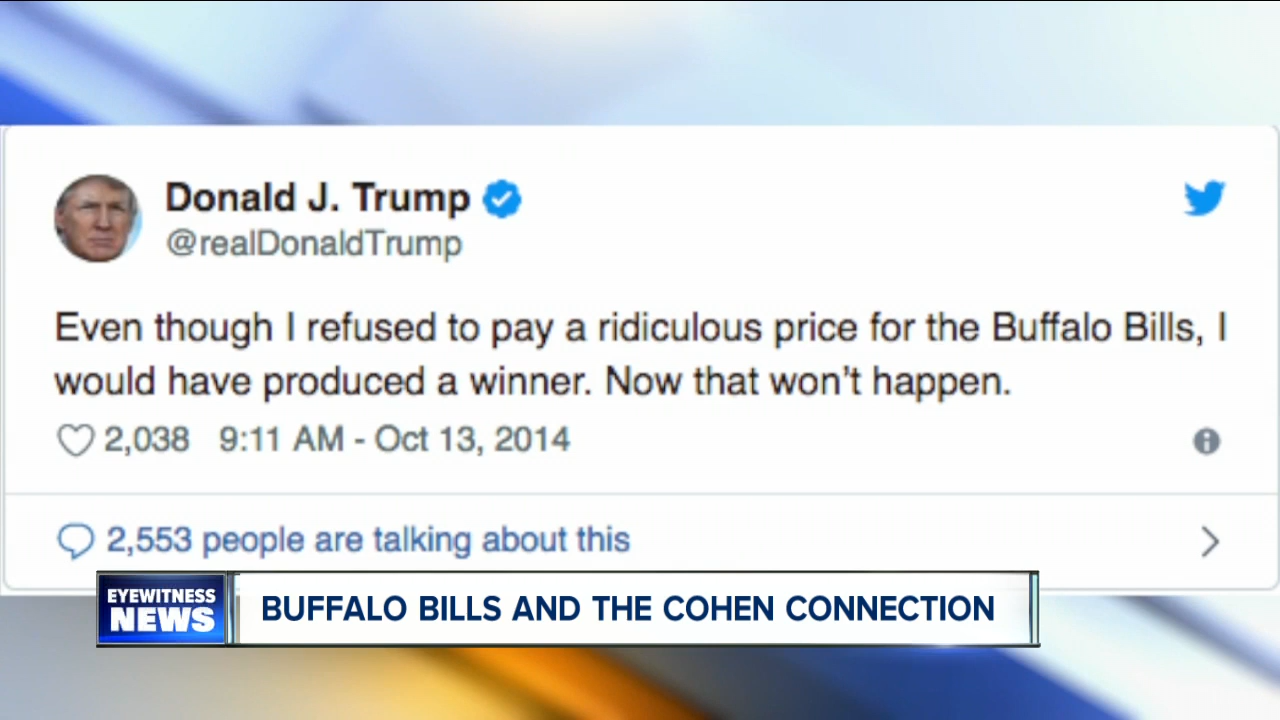 Donald J. Trump
@realDonaldTrump
Even though I refused to pay a ridiculous price for the Buffalo Bills, I
would have produced a winner. Now that won't happen.
2,038 9:11 AM - Oct 13, 2014
2,553 people are talking about this
EYEWITNESS
NEWS
BUFFALO BILLS AND THE COHEN CONNECTION